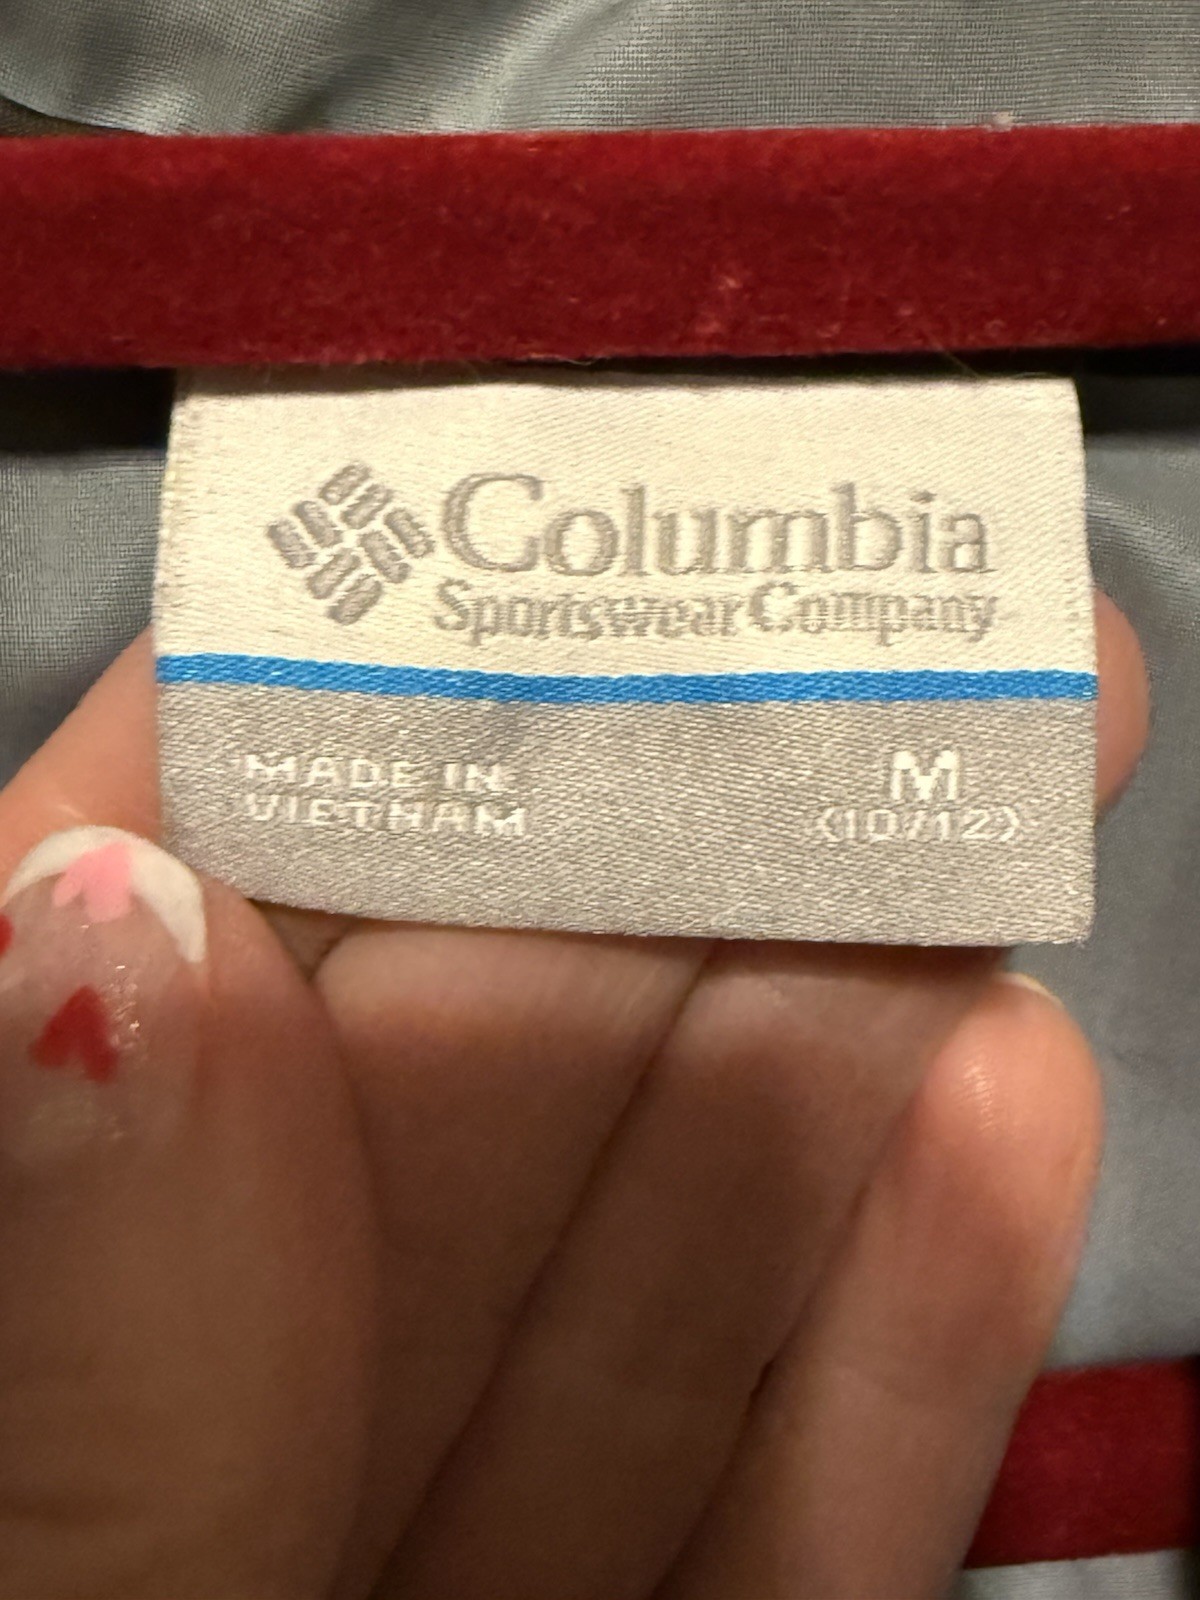 Columbia
Sportswear Company
MADE IN
VIETNAM
M
(10/12)